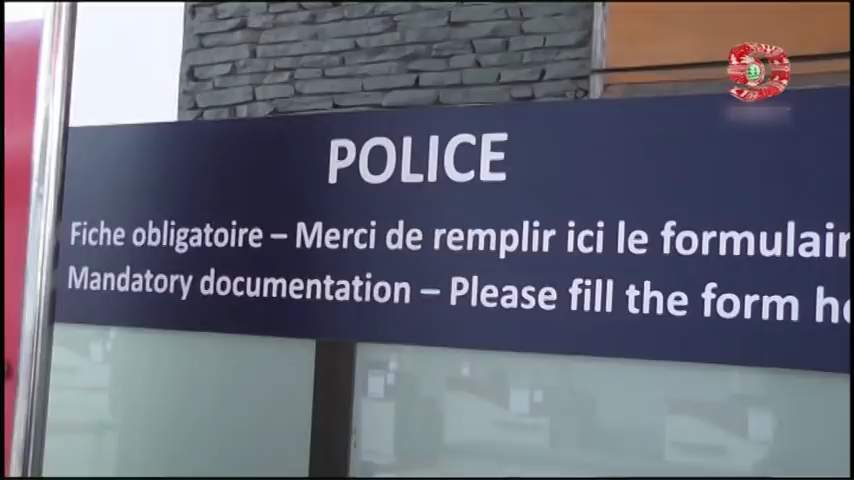 POLICE
Fiche obligatoire – Merci de remplir ici le
Mandatory documentation – Please fill the form